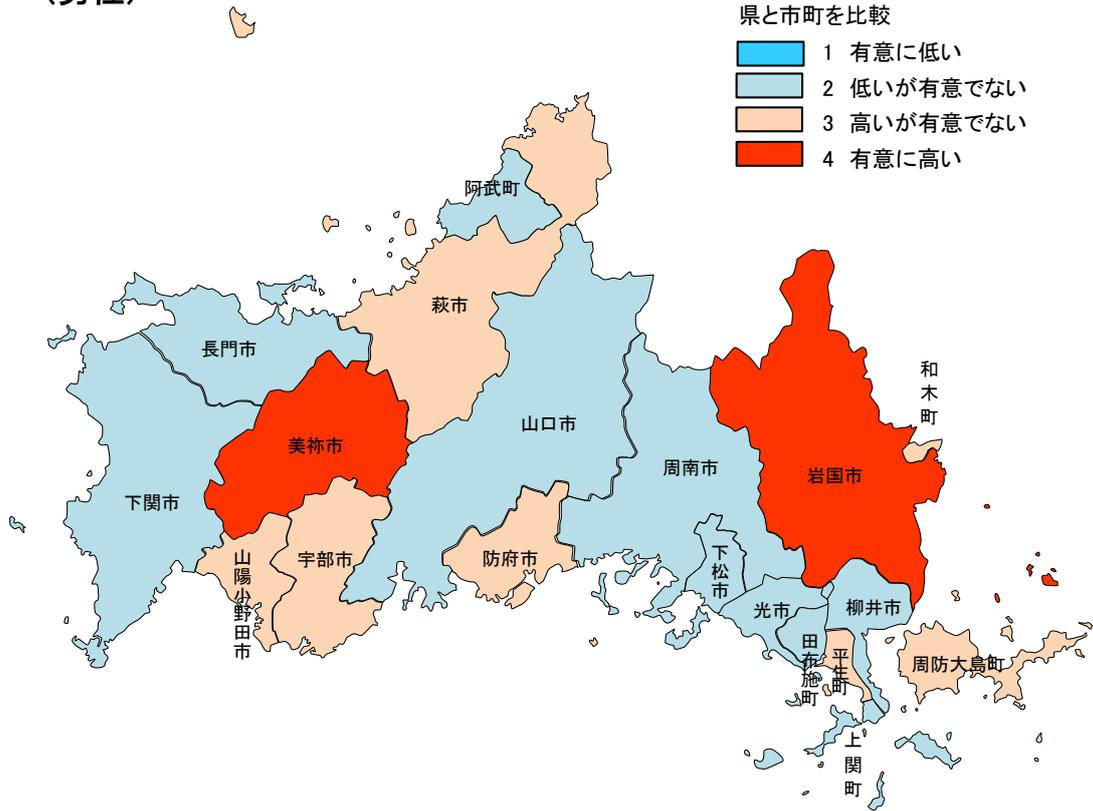 県と市町を比較
1 有意に低い
2 低いが有意でない
3 高いが有意でない
4 有意に高い
阿武町
萩市
長門市
和木町
山口市
美祢市
周南市
岩国市
下関市
山陽小野田市
宇部市
防府市
下松市
光市
柳井市
田布施町
平生町
周防大島町
上関町